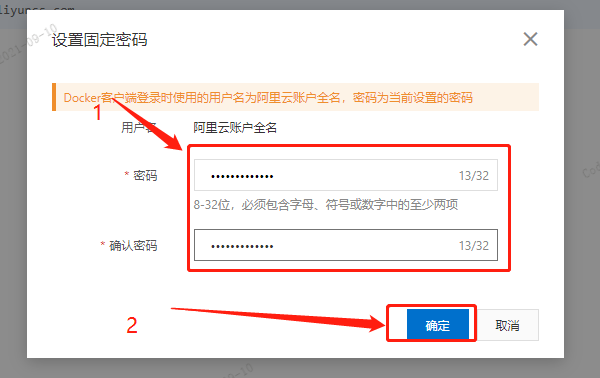 liyuncs.com
2021-09-10
设置固定密码
Docker客户端登录时使用的用户名为阿里云账户全名，密码为当前设置的密码
1
用户名 阿里云账户全名
* 密码 ••••••••••••• 13/32
8-32位，必须包含字母、符号或数字中的至少两项
* 确认密码 ••••••••••••• 13/32
2
确定 取消